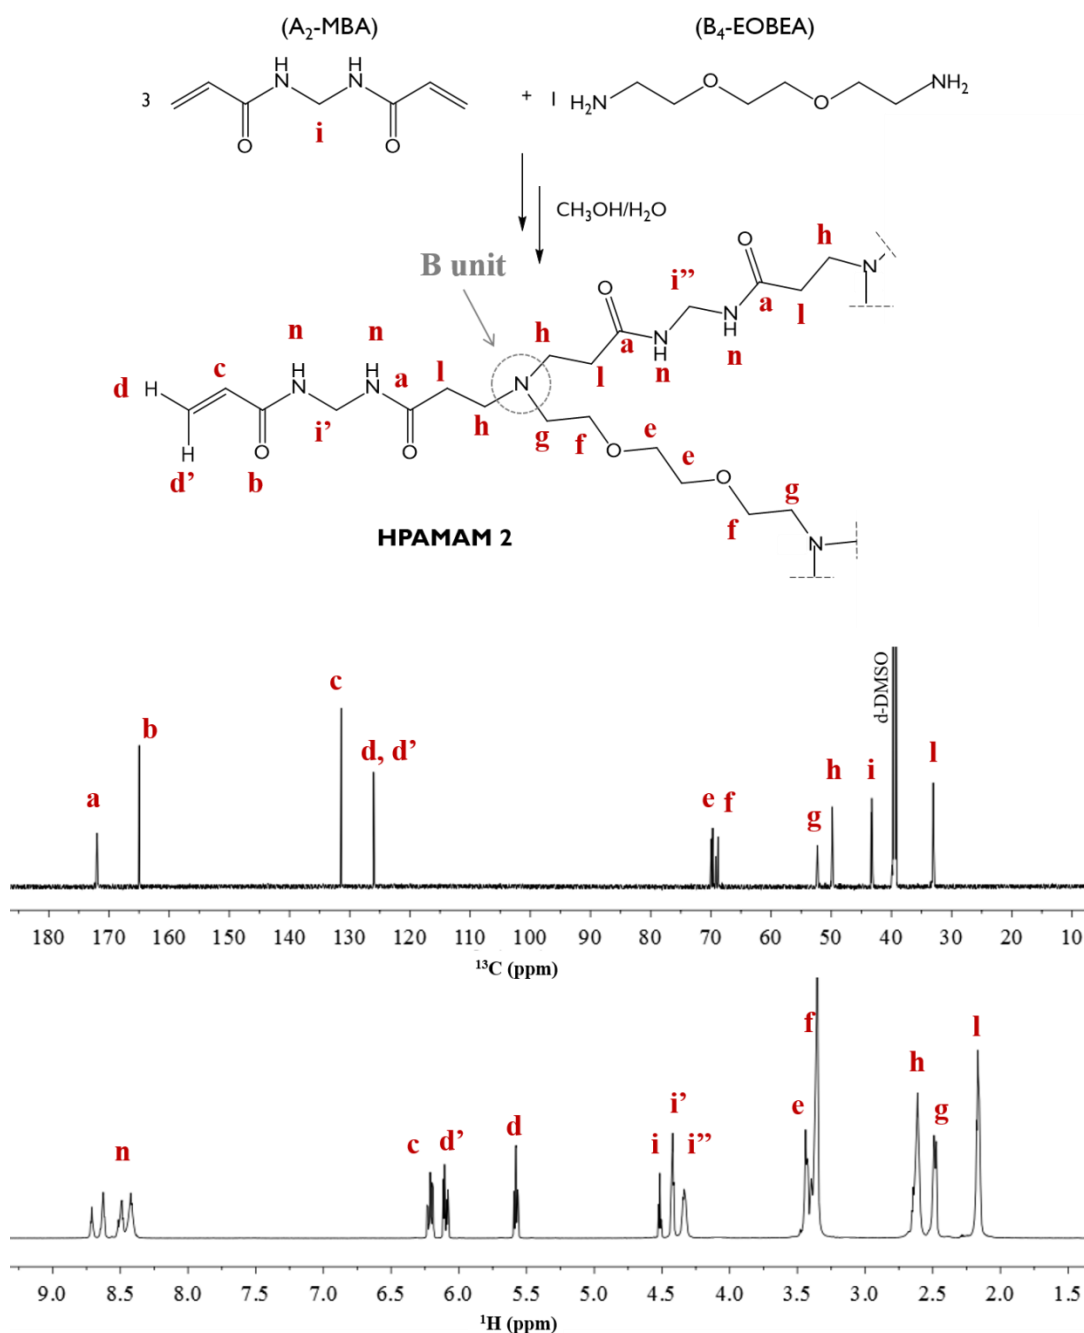 (A₂-MBA) (B₄-EOBEA)
H H
3 N N + 1 H₂N O O NH₂
O O
i
CH₃OH/H₂O
B unit
O h
i’’ N
O a
H
N N l
h a H
n n l n n
H H
d H c N N a l N
O i’ O h g f O e
H e
d’ b O g
f
HPAMAM 2 N
d-DMSO
c
b
d, d’
a e f g h i l
180 170 160 150 140 130 120 110 100 90 80 70 60 50 40 30 20 10
¹³C (ppm)
n c d’ d i i’ i’’ e f h g l
9.0 8.5 8.0 7.5 7.0 6.5 6.0 5.5 5.0 4.5 4.0 3.5 3.0 2.5 2.0 1.5
¹H (ppm)